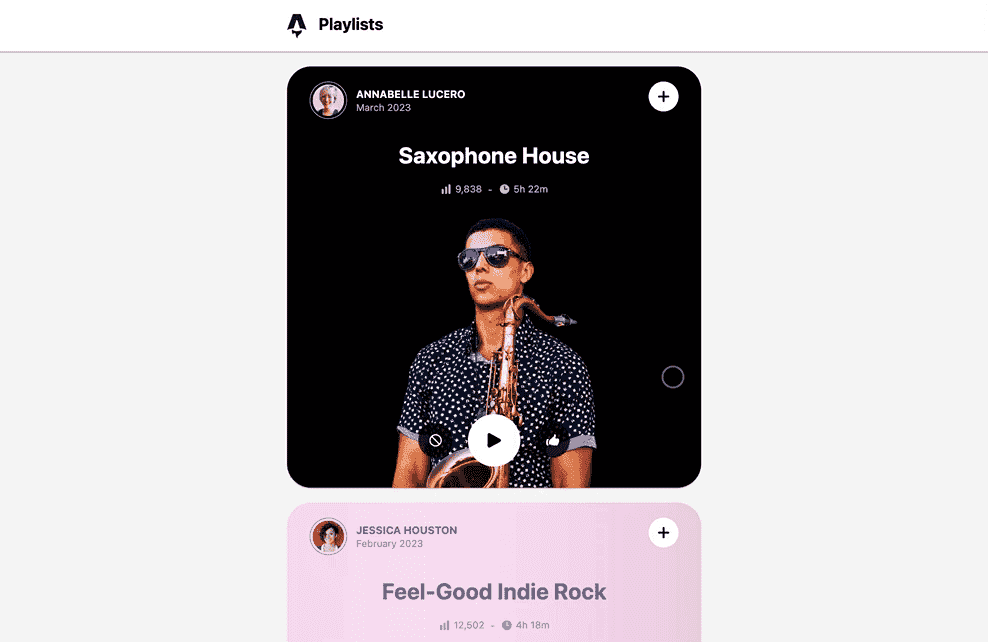 Playlists
ANNABELLE LUCERO
March 2023
Saxophone House
9,838 - 5h 22m
JESSICA HOUSTON
February 2023
Feel-Good Indie Rock
12,502 - 4h 18m